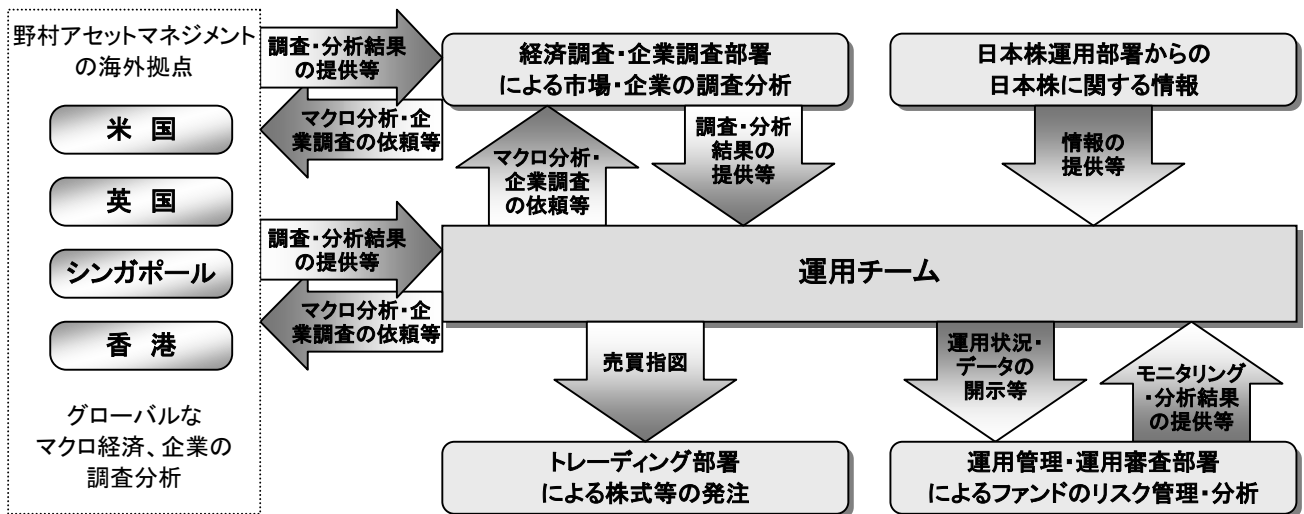 野村アセットマネジメント
の海外拠点
米 国
英 国
シンガポール
香 港
グローバルな
マクロ経済、企業の
調査分析
調査・分析結果
の提供等
マクロ分析・企
業調査の依頼等
調査・分析結果
の提供等
マクロ分析・企
業調査の依頼等
経済調査・企業調査部署
による市場・企業の調査分析
日本株運用部署からの
日本株に関する情報
マクロ分析・
企業調査
の依頼等
調査・分析
結果の
提供等
情報の
提供等
運用チーム
売買指図
運用状況・
データの
開示等
モニタリング
・分析結果
の提供等
トレーディング部署
による株式等の発注
運用管理・運用審査部署
によるファンドのリスク管理・分析